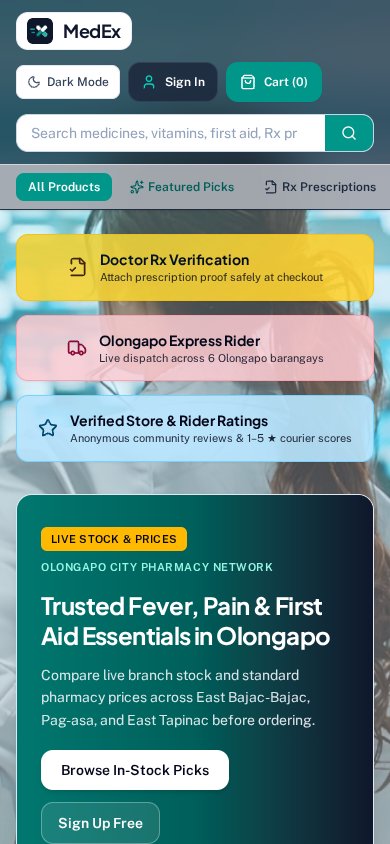 MedEx
Dark Mode
Sign In
Cart (0)
Search medicines, vitamins, first aid, Rx pr
All Products
Featured Picks
Rx Prescriptions
Doctor Rx Verification
Attach prescription proof safely at checkout
Olongapo Express Rider
Live dispatch across 6 Olongapo barangays
Verified Store & Rider Ratings
Anonymous community reviews & 1–5 ★ courier scores
LIVE STOCK & PRICES
OLONGAPO CITY PHARMACY NETWORK
Trusted Fever, Pain & First
Aid Essentials in Olongapo
Compare live branch stock and standard
pharmacy prices across East Bajac-Bajac,
Pag-asa, and East Tapinac before ordering.
Browse In-Stock Picks
Sign Up Free